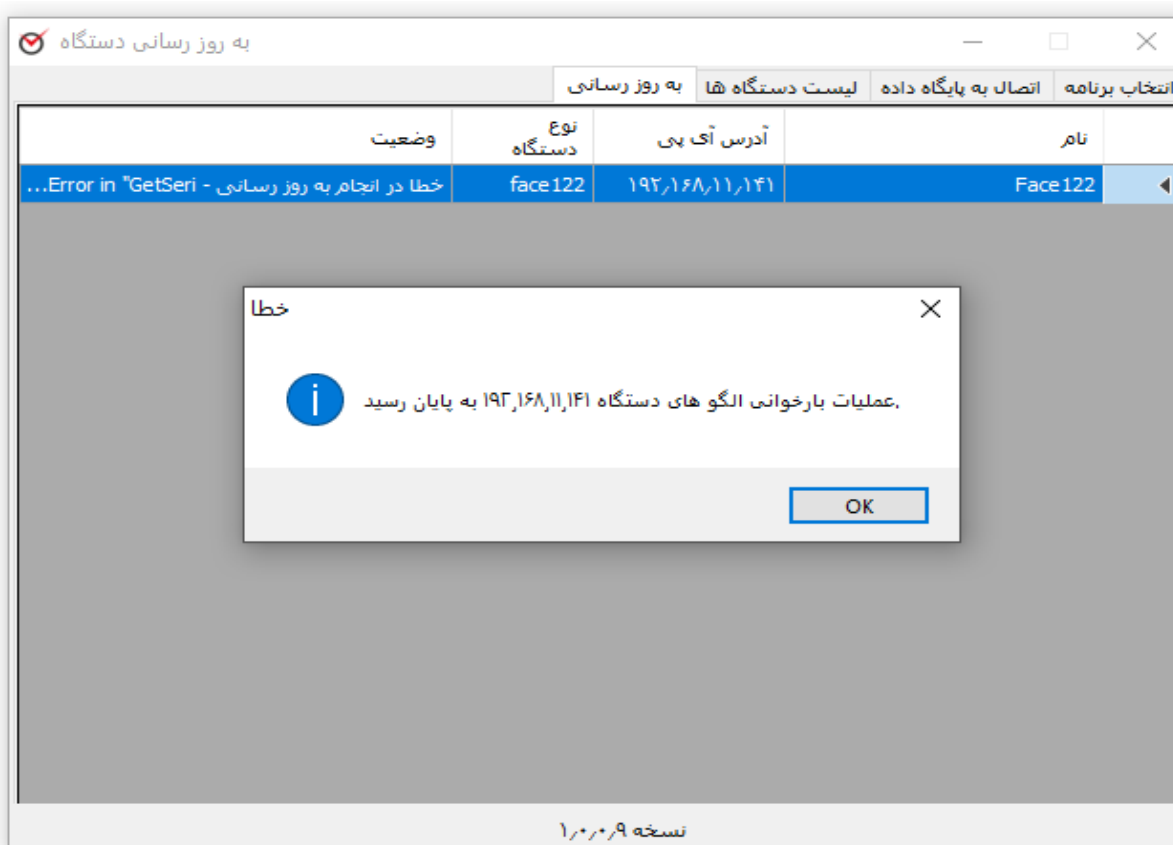 به روز رسانی دستگاه
انتخاب برنامه
اتصال به پایگاه داده
لیست دستگاه ها
به روز رسانی
نام
آدرس آی پی
نوع دستگاه
وضعیت
Face122
۱۹۲٫۱۶۸٫۱۱٫۱۴۱
face122
خطا در انجام به روز رسانی - Error in "GetSeri...
خطا
عملیات بارخوانی الگو های دستگاه ۱۹۲٫۱۶۸٫۱۱٫۱۴۱ به پایان رسید.
OK
نسخه ۱٫۰٫۰٫۹